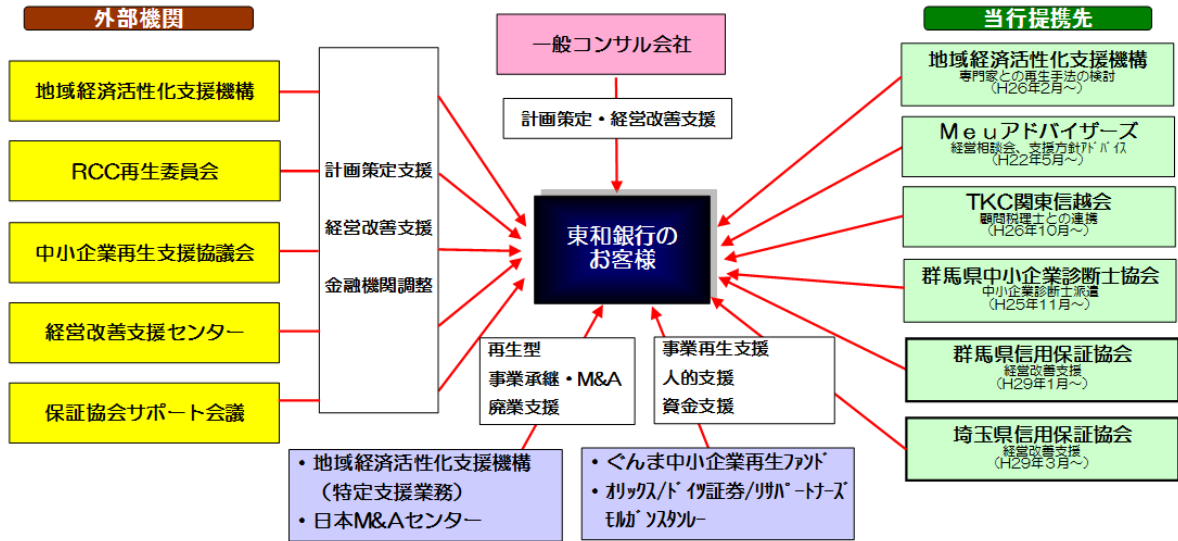 外部機関
地域経済活性化支援機構
RCC再生委員会
中小企業再生支援協議会
経営改善支援センター
保証協会サポート会議
計画策定支援
経営改善支援
金融機関調整
一般コンサル会社
計画策定・経営改善支援
東和銀行の
お客様
再生型
事業承継・M&A
廃業支援
事業再生支援
人的支援
資金支援
・地域経済活性化支援機構
（特定支援業務）
・日本M&Aセンター
・ぐんま中小企業再生ﾌｧﾝﾄﾞ
・ｵﾘｯｸｽ/ﾄﾞｲﾂ証券/ﾘｻﾊﾟｰﾄﾅｰｽﾞ
ﾓﾙｶﾞﾝｽﾀﾝﾚｰ
当行提携先
地域経済活性化支援機構
専門家との再生手法の検討
（H26年2月～）
Ｍｅｕアドバイザーズ
経営相談会、支援方針ｱﾄﾞﾊﾞｲｽ
（H22年5月～）
TKC関東信越会
顧問税理士との連携
（H26年10月～）
群馬県中小企業診断士協会
中小企業診断士派遣
（H25年11月～）
群馬県信用保証協会
経営改善支援
（H29年1月～）
埼玉県信用保証協会
経営改善支援
（H29年3月～）